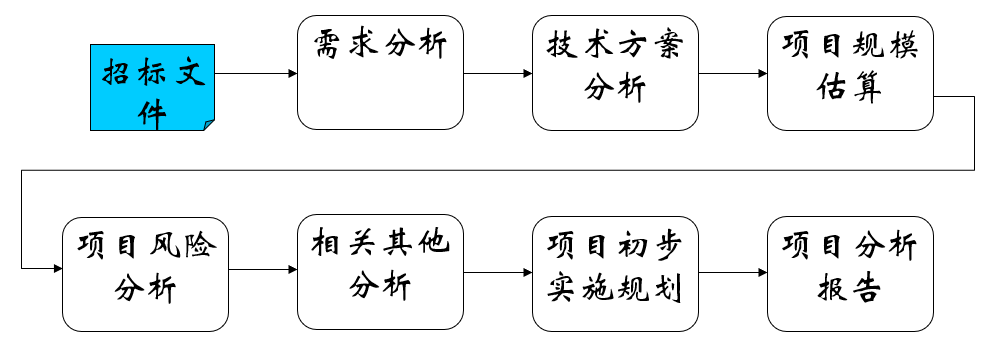 招标文
件
需求分析
技术方案
分析
项目规模
估算
项目风险
分析
相关其他
分析
项目初步
实施规划
项目分析
报告